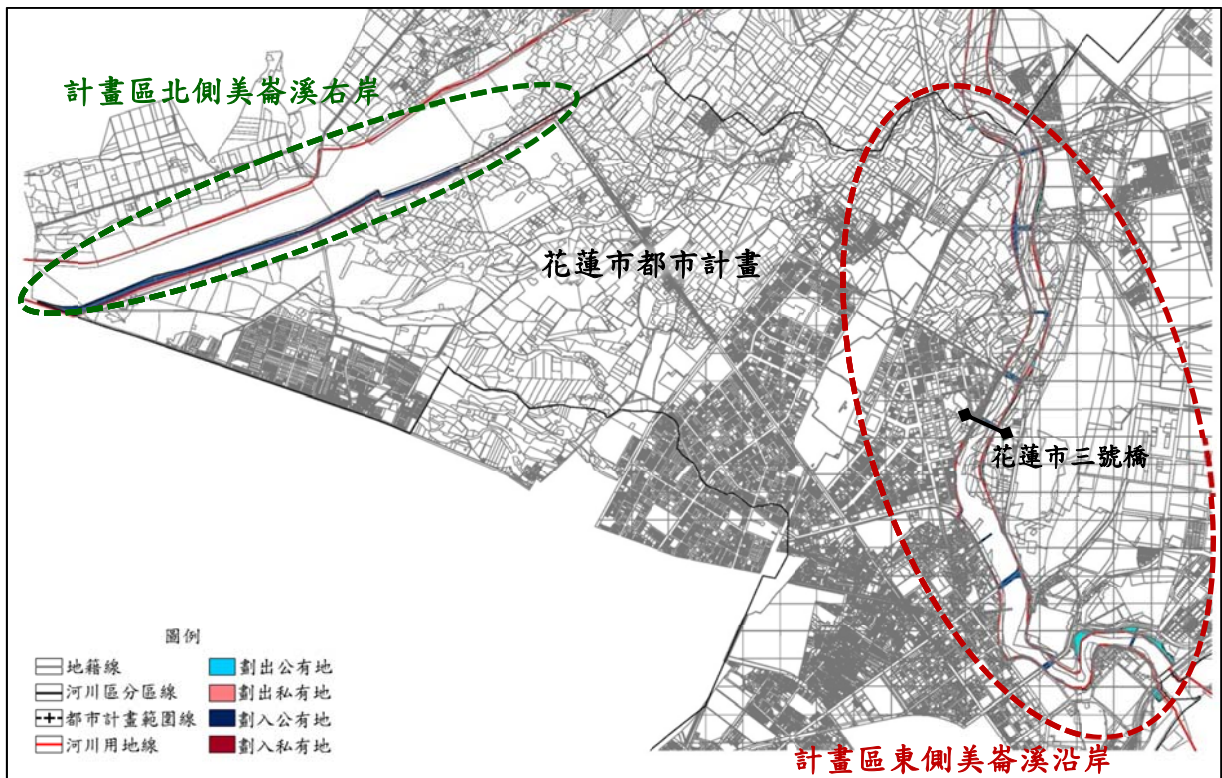 計畫區北側美崙溪右岸
花蓮市都市計畫
花蓮市三號橋
圖例
地籍線
河川區分區線
都市計畫範圍線
河川用地線
劃出公有地
劃出私有地
劃入公有地
劃入私有地
計畫區東側美崙溪沿岸